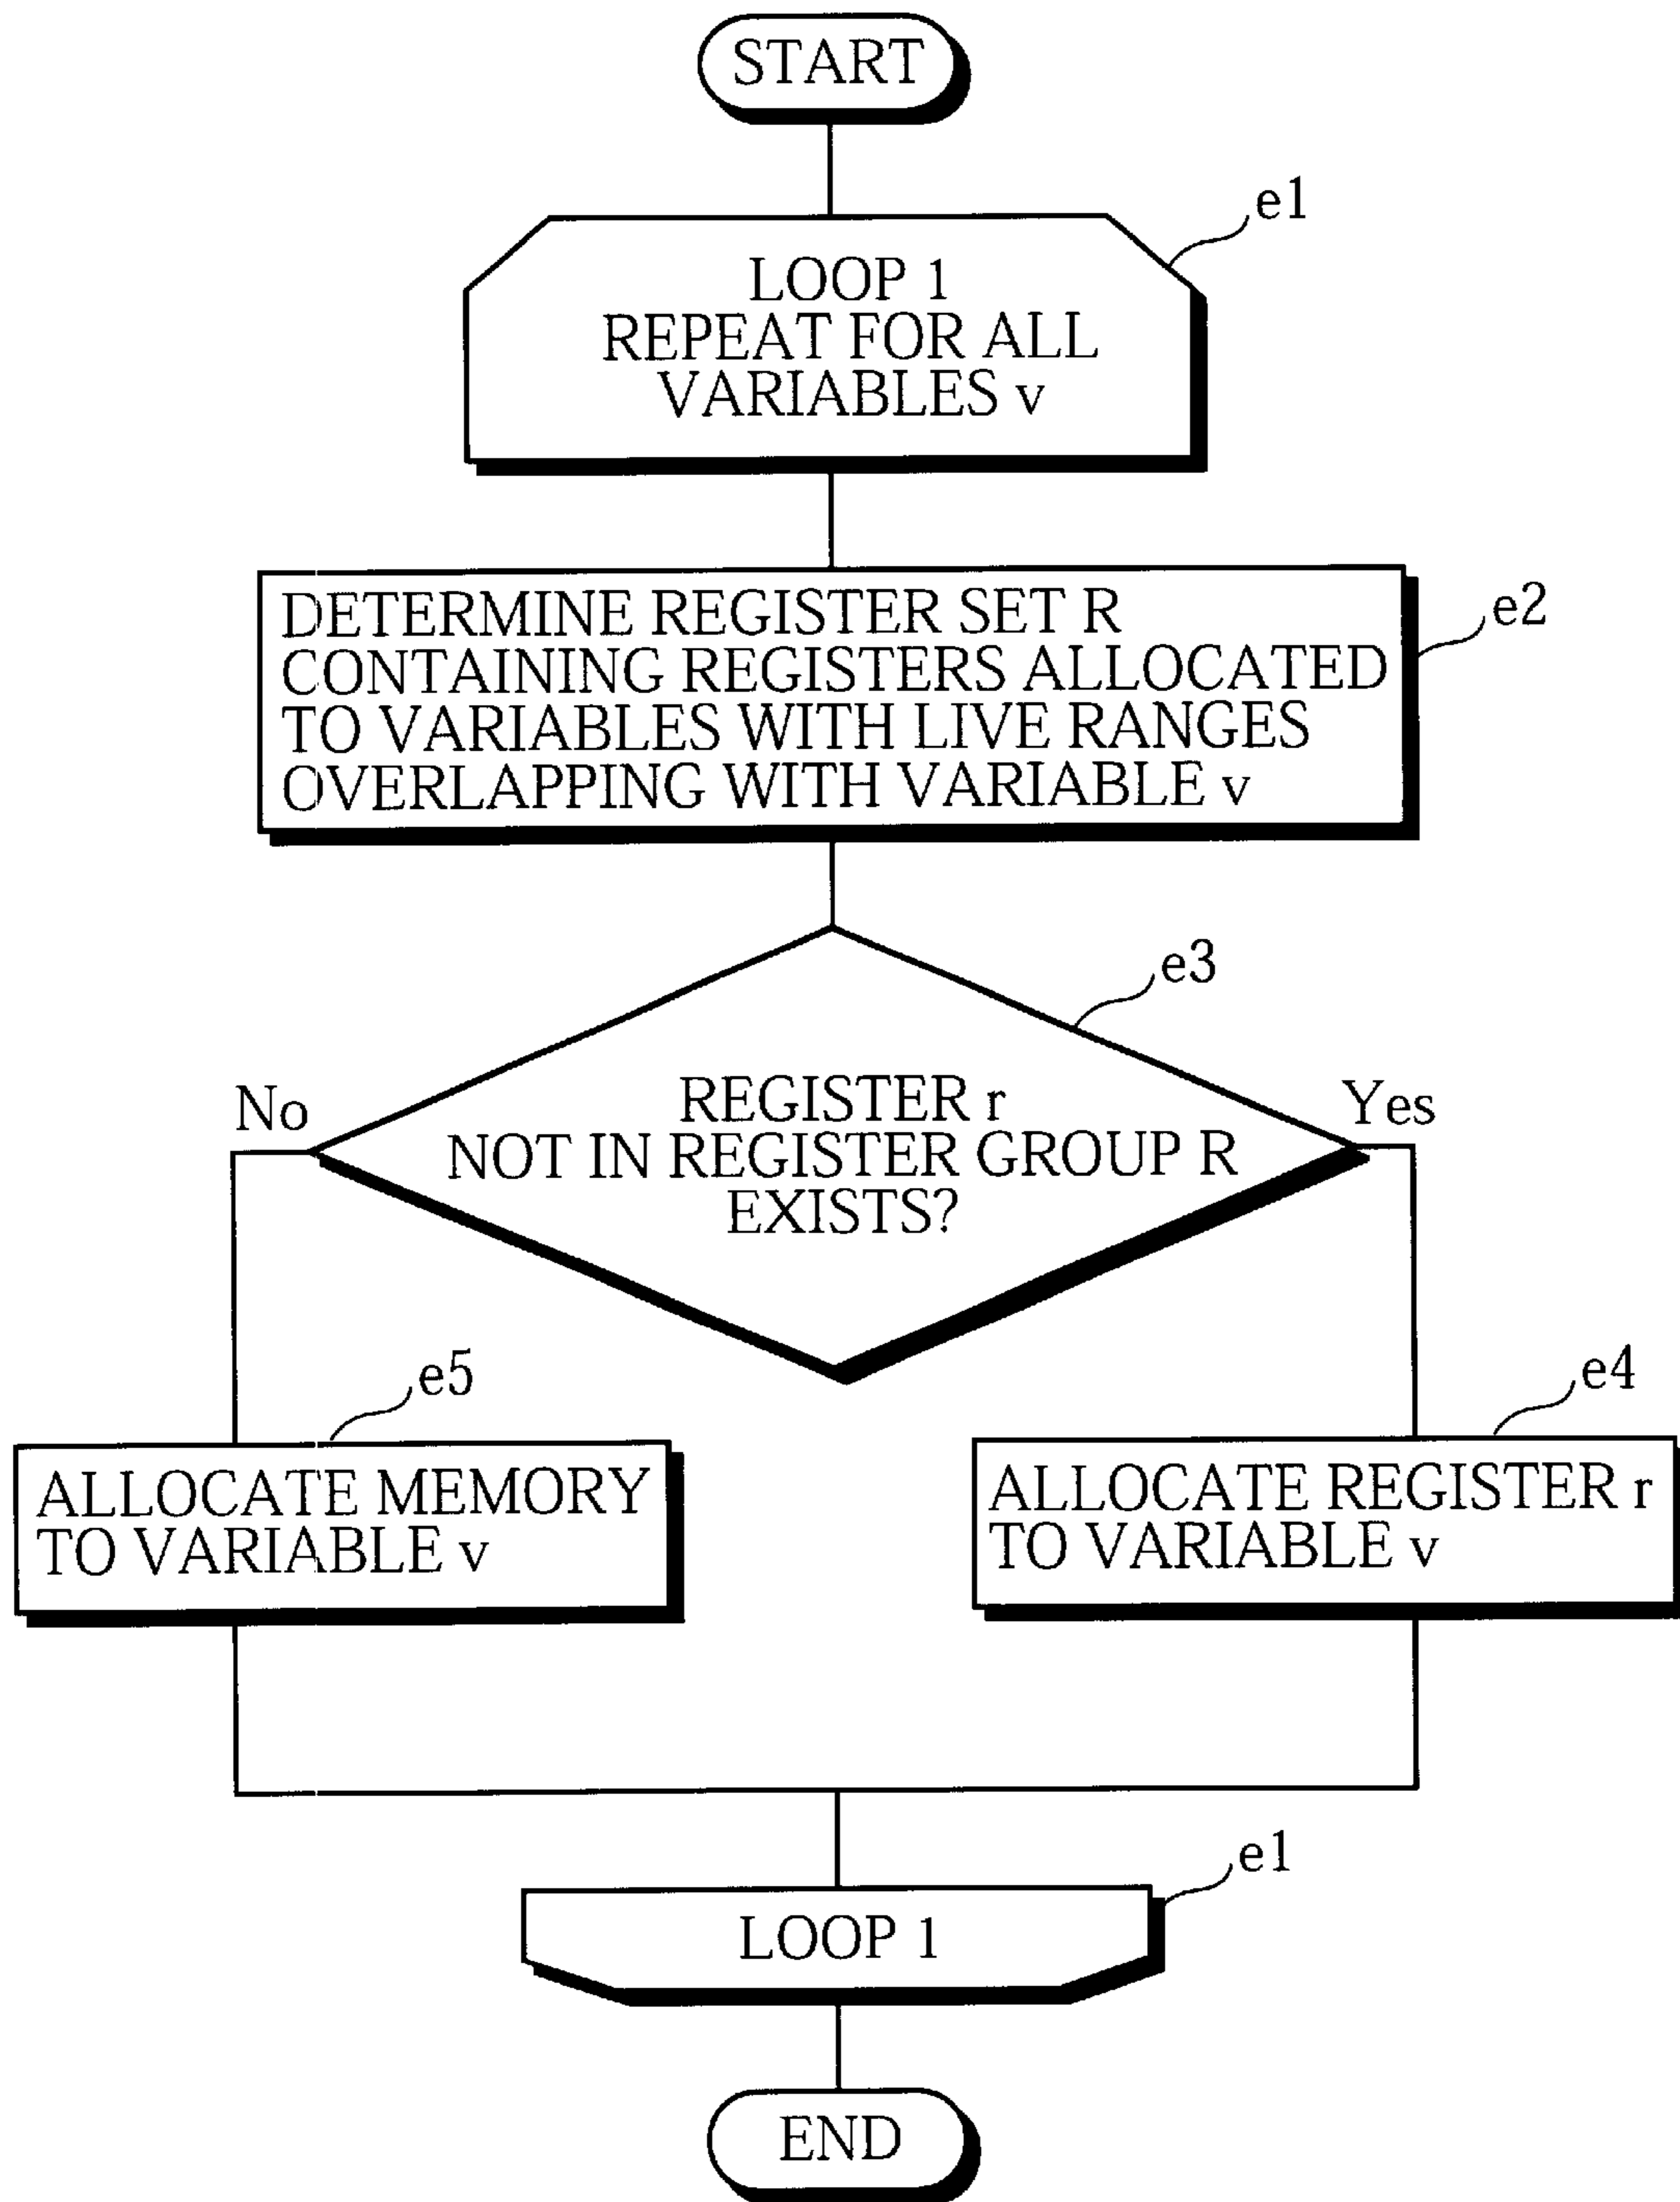 START
e1
LOOP 1
REPEAT FOR ALL
VARIABLES v
e2
DETERMINE REGISTER SET R
CONTAINING REGISTERS ALLOCATED
TO VARIABLES WITH LIVE RANGES
OVERLAPPING WITH VARIABLE v
e3
No
Yes
REGISTER r
NOT IN REGISTER GROUP R
EXISTS?
e5
e4
ALLOCATE MEMORY
TO VARIABLE v
ALLOCATE REGISTER r
TO VARIABLE v
e1
LOOP 1
END